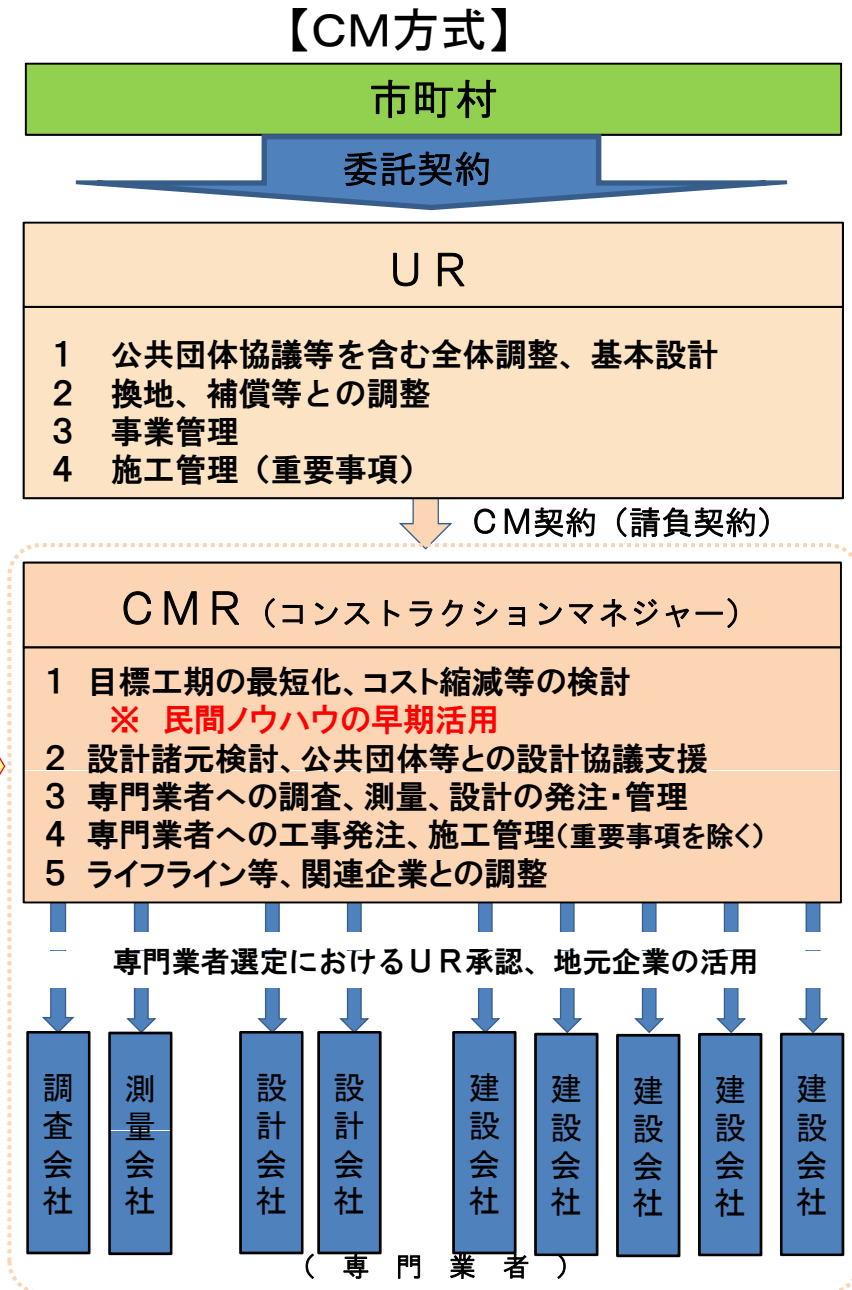 【CM方式】
市町村
委託契約
UR
1 公共団体協議等を含む全体調整、基本設計
2 換地、補償等との調整
3 事業管理
4 施工管理(重要事項)
CM契約(請負契約)
CMR(コンストラクションマネジャー)
1 目標工期の最短化、コスト縮減等の検討
※ 民間ノウハウの早期活用
2 設計諸元検討、公共団体等との設計協議支援
3 専門業者への調査、測量、設計の発注・管理
4 専門業者への工事発注、施工管理(重要事項を除く)
5 ライフライン等、関連企業との調整
専門業者選定におけるUR承認、地元企業の活用
調査会社
測量会社
設計会社
設計会社
建設会社
建設会社
建設会社
建設会社
建設会社
(専門業者)